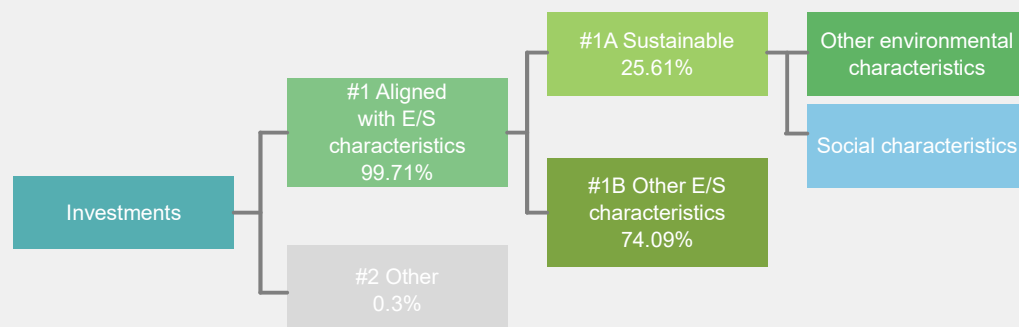 Investments
#1 Aligned
with E/S
characteristics
99.71%
#2 Other
0.3%
#1A Sustainable
25.61%
#1B Other E/S
characteristics
74.09%
Other environmental
characteristics
Social characteristics